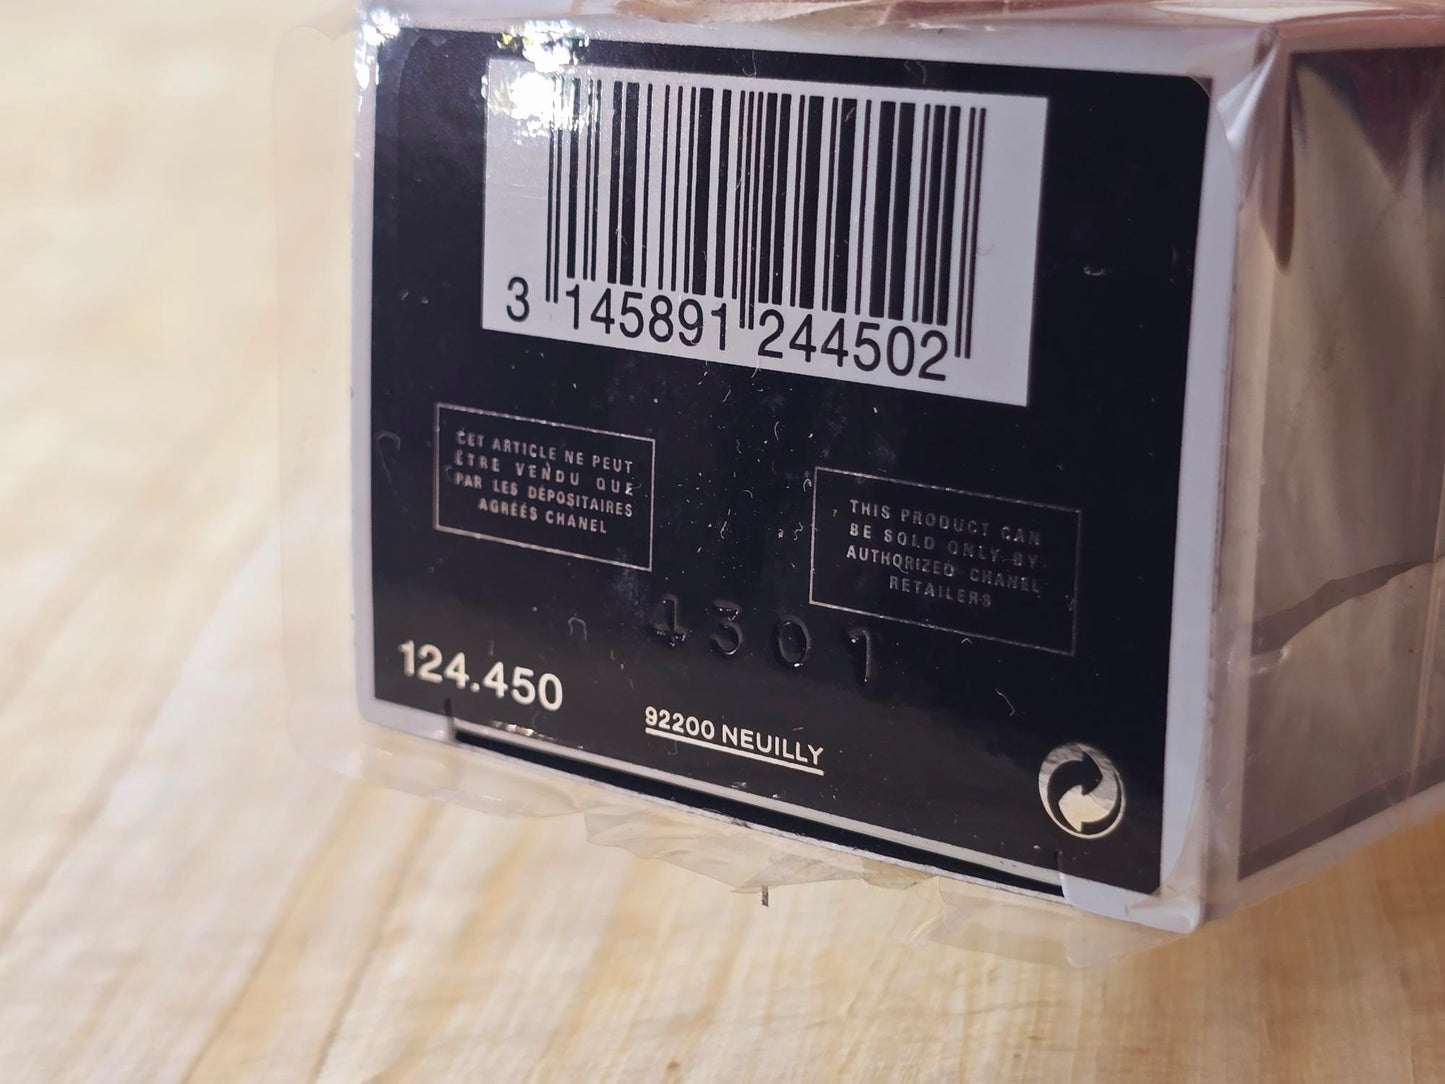 3 145891 244502
CET ARTICLE NE PEUT
ÊTRE VENDU QUE
PAR LES DÉPOSITAIRES
AGRÉÉS CHANEL
THIS PRODUCT CAN
BE SOLD ONLY BY
AUTHORIZED CHANEL
RETAILERS
4301
124.450
92200 NEUILLY